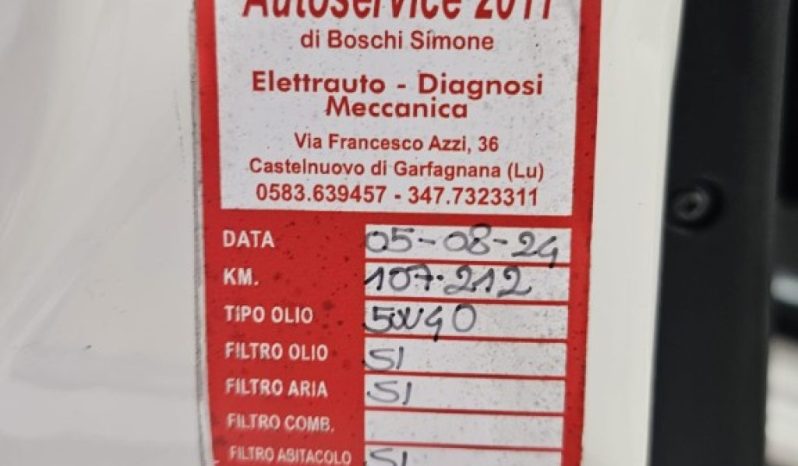 Autoservice 2011
di Boschi Simone
Elettrauto - Diagnosi
Meccanica
Via Francesco Azzi, 36
Castelnuovo di Garfagnana (Lu)
0583.639457 - 347.7323311
DATA 05-08-24
KM. 107.212
TIPO OLIO 5W40
FILTRO OLIO SI
FILTRO ARIA SI
FILTRO COMB.
FILTRO ABITACOLO SI